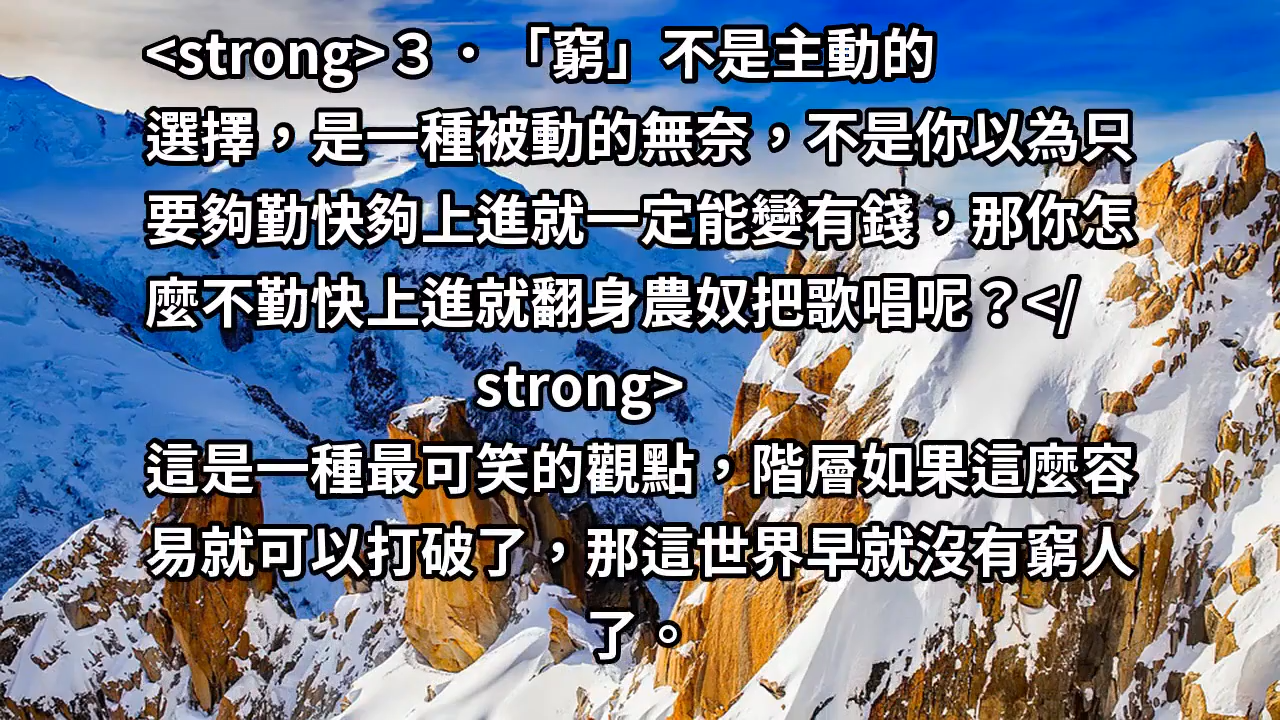 <strong>３．「窮」不是主動的
選擇，是一種被動的無奈，不是你以為只
要夠勤快夠上進就一定能變有錢，那你怎
麼不勤快上進就翻身農奴把歌唱呢？</
strong>
這是一種最可笑的觀點，階層如果這麼容
易就可以打破了，那這世界早就沒有窮人
了。